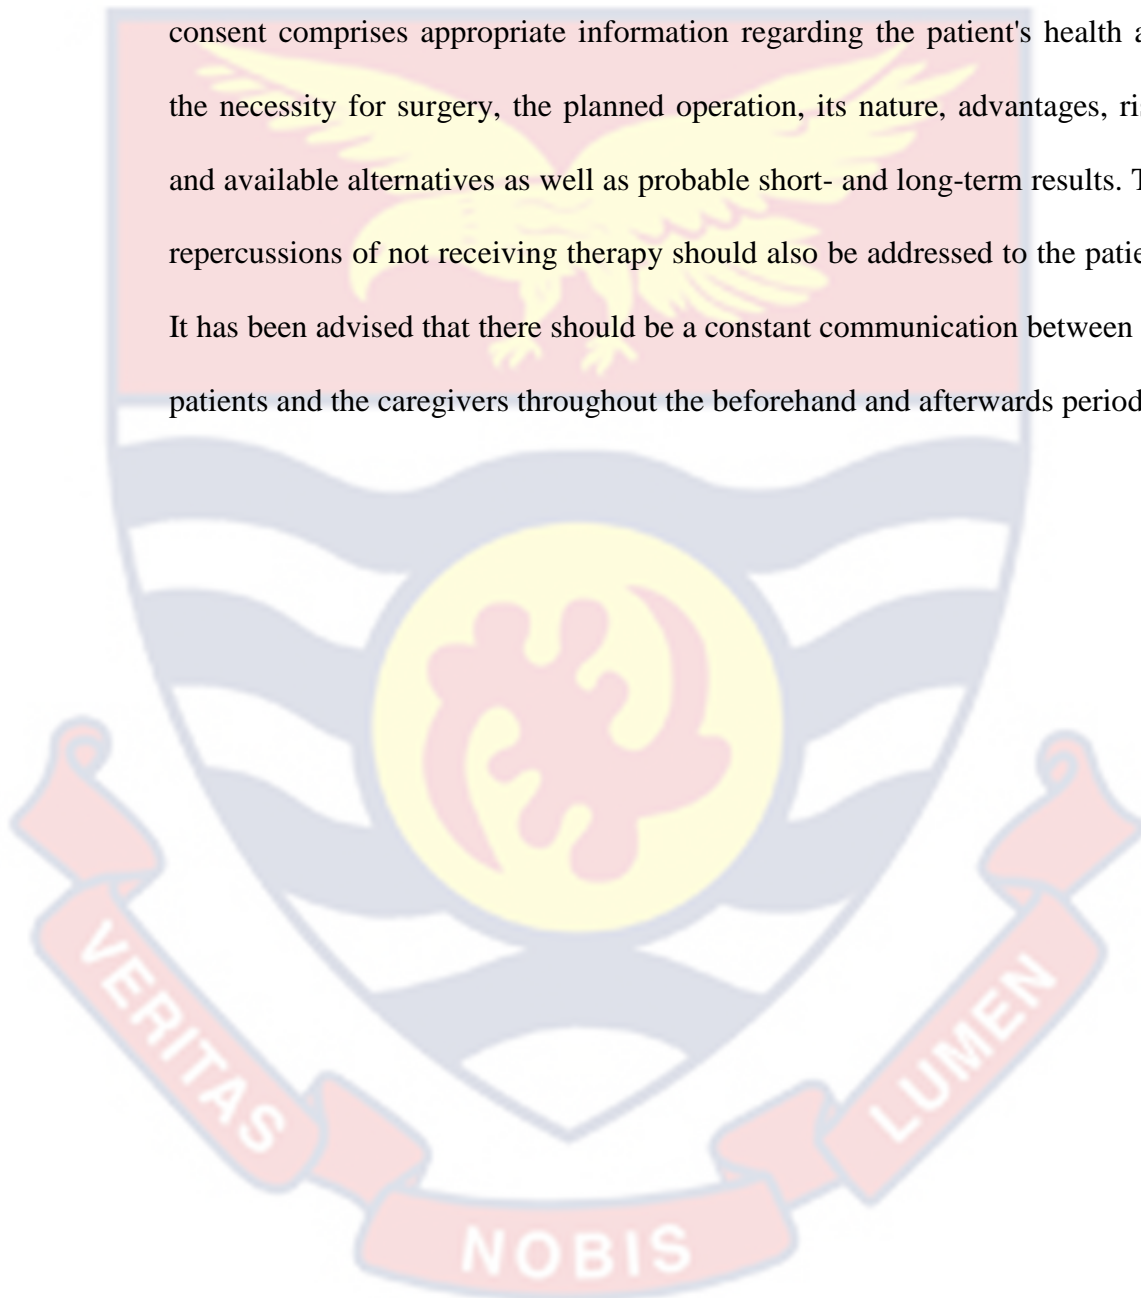 consent comprises appropriate information regarding the patient's health a
the necessity for surgery, the planned operation, its nature, advantages, ri
and available alternatives as well as probable short- and long-term results. T
repercussions of not receiving therapy should also be addressed to the patie
It has been advised that there should be a constant communication between
patients and the caregivers throughout the beforehand and afterwards period
VERITAS
NOBIS
LUMEN